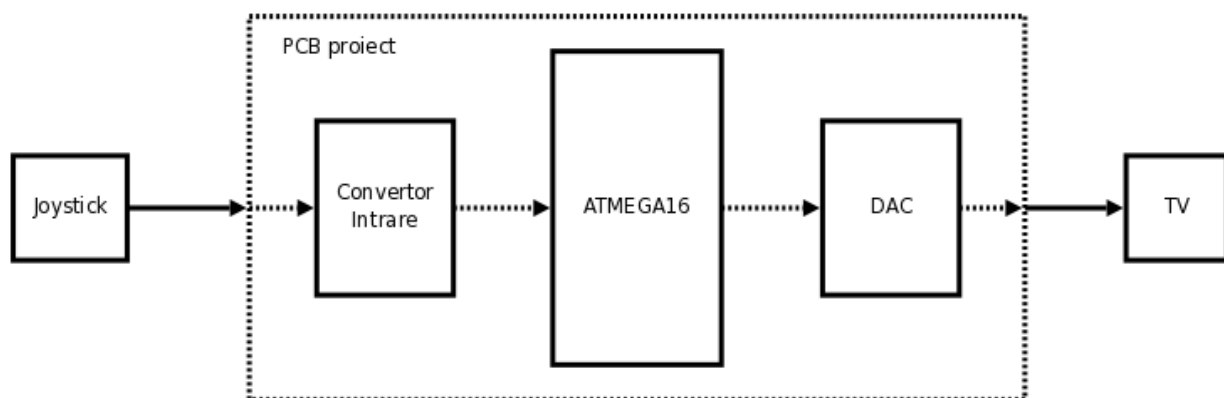 PCB proiect
Joystick
Convertor
Intrare
ATMEGA16
DAC
TV